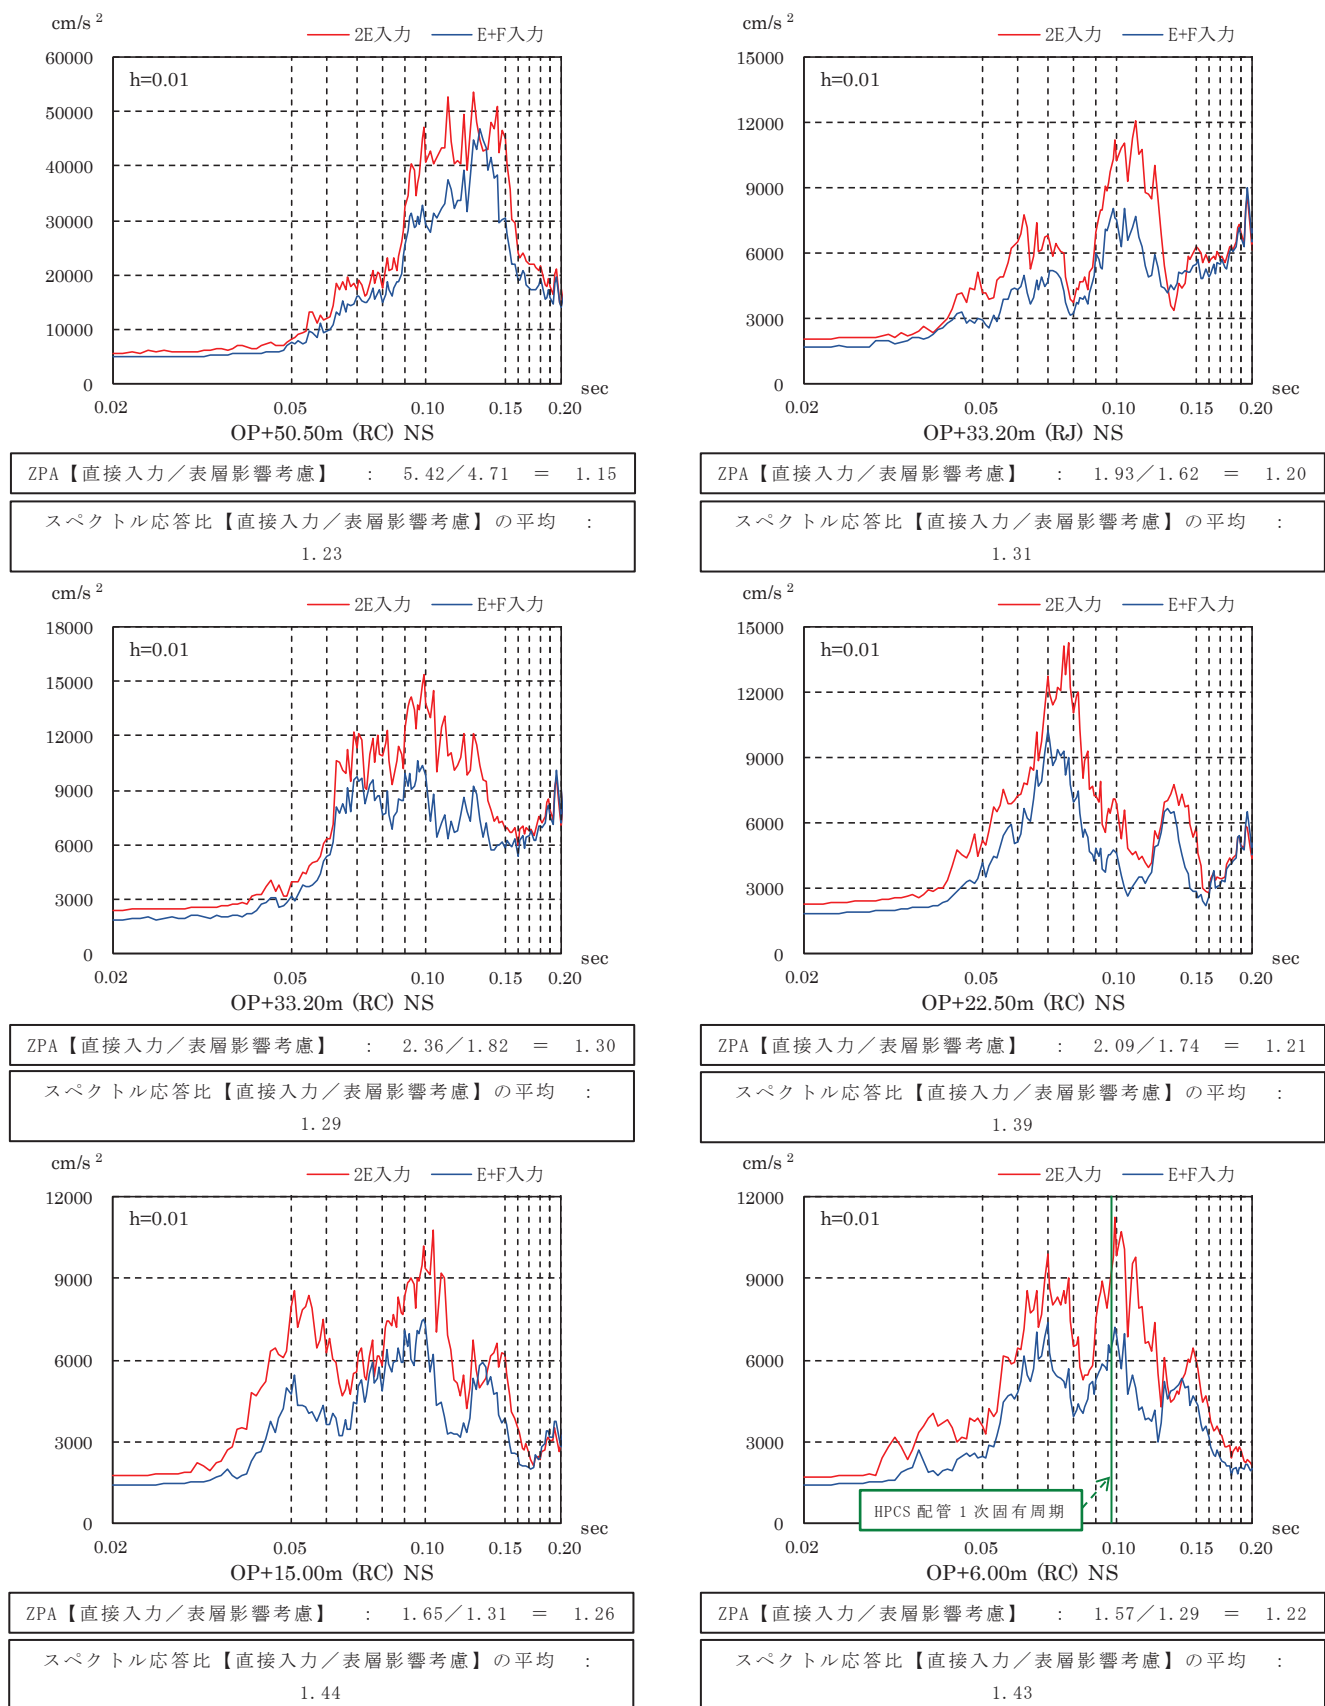 cm/s 2
2E入力 E+F入力
60000
h=0.01
50000
40000
30000
20000
10000
0
sec
0.02 0.05 0.10 0.15 0.20
OP+50.50m (RC) NS
ZPA【直接入力／表層影響考慮】 : 5.42／4.71 = 1.15
スペクトル応答比【直接入力／表層影響考慮】の平均 :
1.23
cm/s 2
2E入力 E+F入力
15000
h=0.01
12000
9000
6000
3000
0
sec
0.02 0.05 0.10 0.15 0.20
OP+33.20m (RJ) NS
ZPA【直接入力／表層影響考慮】 : 1.93／1.62 = 1.20
スペクトル応答比【直接入力／表層影響考慮】の平均 :
1.31
cm/s 2
2E入力 E+F入力
18000
h=0.01
15000
12000
9000
6000
3000
0
sec
0.02 0.05 0.10 0.15 0.20
OP+33.20m (RC) NS
ZPA【直接入力／表層影響考慮】 : 2.36／1.82 = 1.30
スペクトル応答比【直接入力／表層影響考慮】の平均 :
1.29
cm/s 2
2E入力 E+F入力
15000
h=0.01
12000
9000
6000
3000
0
sec
0.02 0.05 0.10 0.15 0.20
OP+22.50m (RC) NS
ZPA【直接入力／表層影響考慮】 : 2.09／1.74 = 1.21
スペクトル応答比【直接入力／表層影響考慮】の平均 :
1.39
cm/s 2
2E入力 E+F入力
12000
h=0.01
9000
6000
3000
0
sec
0.02 0.05 0.10 0.15 0.20
OP+15.00m (RC) NS
ZPA【直接入力／表層影響考慮】 : 1.65／1.31 = 1.26
スペクトル応答比【直接入力／表層影響考慮】の平均 :
1.44
cm/s 2
2E入力 E+F入力
12000
h=0.01
9000
6000
3000
HPCS 配管 1 次固有周期
0
sec
0.02 0.05 0.10 0.15 0.20
OP+6.00m (RC) NS
ZPA【直接入力／表層影響考慮】 : 1.57／1.29 = 1.22
スペクトル応答比【直接入力／表層影響考慮】の平均 :
1.43